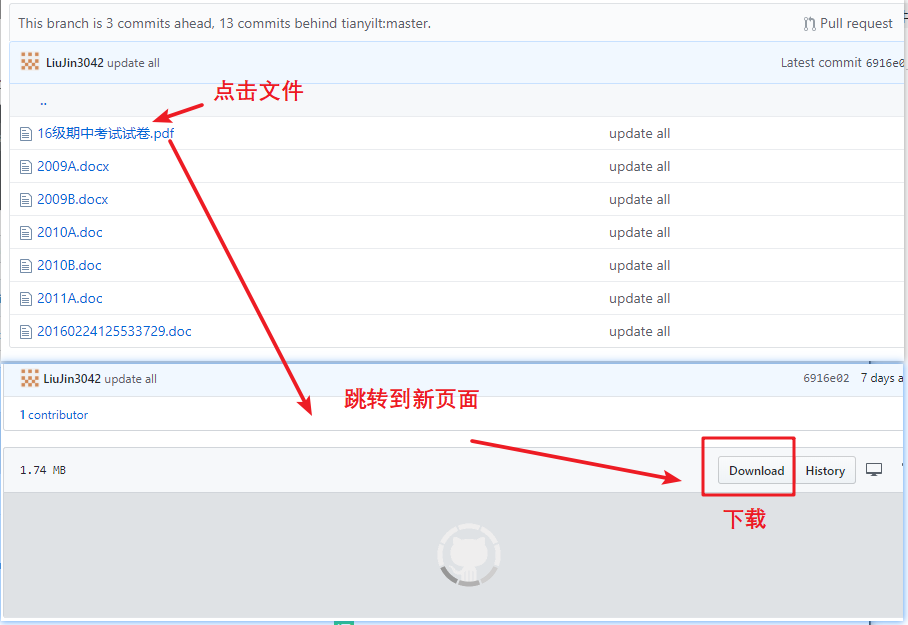 This branch is 3 commits ahead, 13 commits behind tianyilt:master.
Pull request
LiuJin3042 update all
Latest commit 6916e0
点击文件
..
16级期中考试试卷.pdf
update all
2009A.docx
update all
2009B.docx
update all
2010A.doc
update all
2010B.doc
update all
2011A.doc
update all
20160224125533729.doc
update all
LiuJin3042 update all
6916e02
7 days a
1 contributor
跳转到新页面
1.74 MB
Download
History
下载